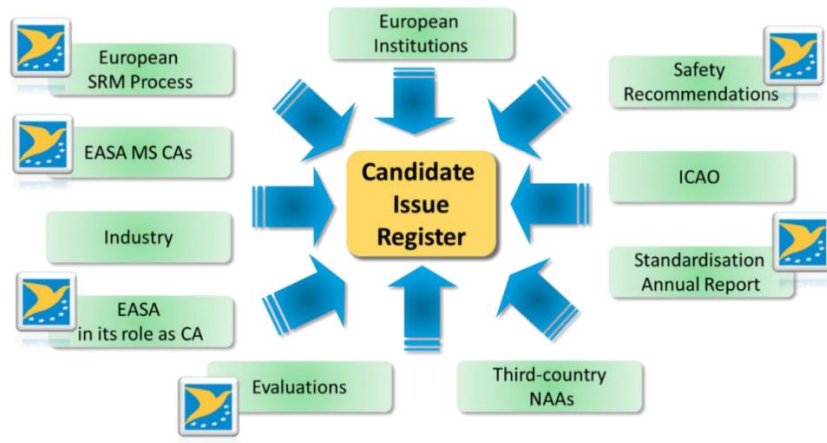 European
Institutions
European
SRM Process
Safety
Recommendations
EASA MS CAs
Candidate
Issue
Register
ICAO
Industry
Standardisation
Annual Report
EASA
in its role as CA
Evaluations
Third-country
NAAs